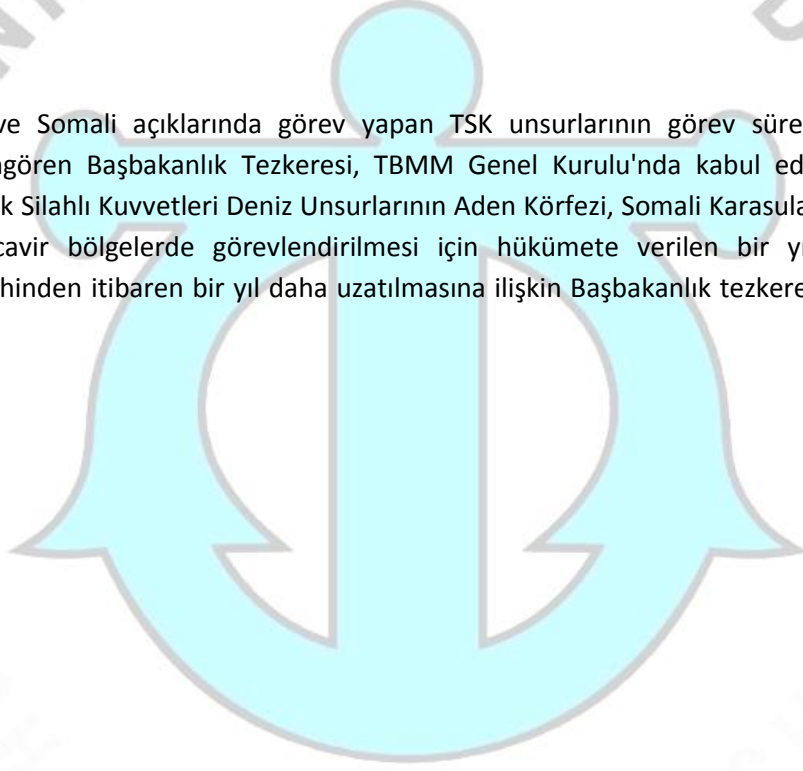 ve Somali açıklarında görev yapan TSK unsurlarının görev süre
gören Başbakanlık Tezkeresi, TBMM Genel Kurulu'nda kabul ed
k Silahlı Kuvvetleri Deniz Unsurlarının Aden Körfezi, Somali Karasula
cavir bölgelerde görevlendirilmesi için hükümete verilen bir y
hinden itibaren bir yıl daha uzatılmasına ilişkin Başbakanlık tezkere